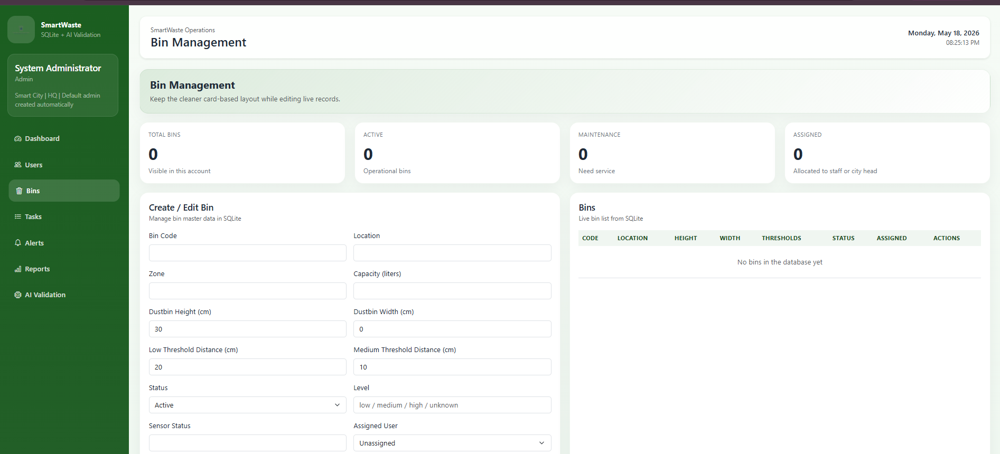 SmartWaste
SQLite + AI Validation
System Administrator
Admin
Smart City | HQ | Default admin
created automatically
Dashboard
Users
Bins
Tasks
Alerts
Reports
AI Validation
SmartWaste Operations
Bin Management
Monday, May 18, 2026
08:25:13 PM
Bin Management
Keep the cleaner card-based layout while editing live records.
TOTAL BINS
0
Visible in this account
ACTIVE
0
Operational bins
MAINTENANCE
0
Need service
ASSIGNED
0
Allocated to staff or city head
Create / Edit Bin
Manage bin master data in SQLite
Bin Code
Location
Zone
Capacity (liters)
Dustbin Height (cm)
Dustbin Width (cm)
30
0
Low Threshold Distance (cm)
Medium Threshold Distance (cm)
20
10
Status
Level
Active
low / medium / high / unknown
Sensor Status
Assigned User
Unassigned
Bins
Live bin list from SQLite
CODE LOCATION HEIGHT WIDTH THRESHOLDS STATUS ASSIGNED ACTIONS
No bins in the database yet